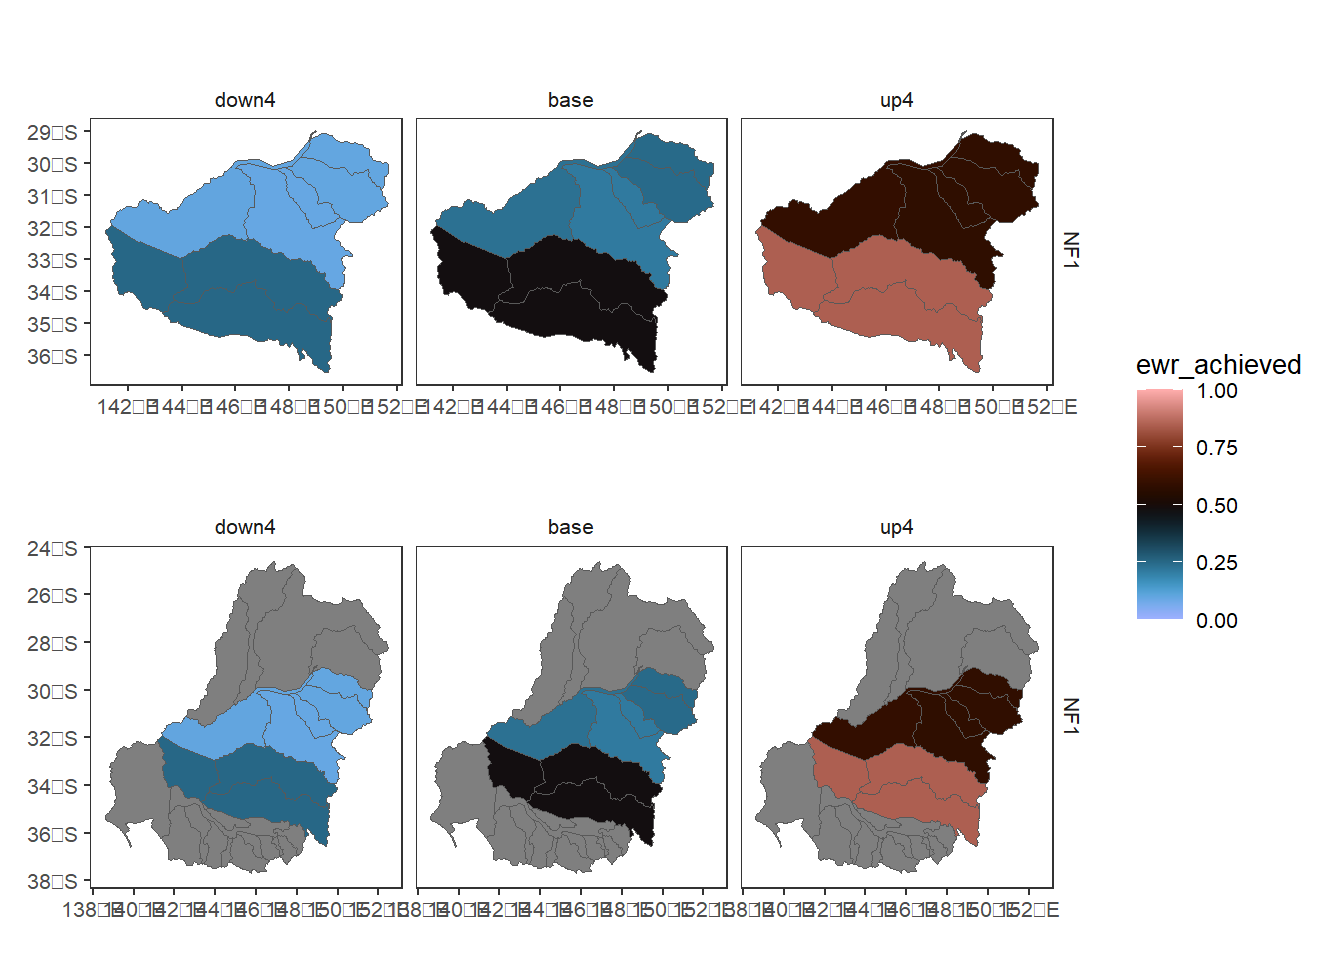 down4 base up4
29□S
30□S
31□S
32□S
33□S
34□S
35□S
36□S
NF1
142□E 144□E 146□E 148□E 150□E 152□E 142□E 144□E 146□E 148□E 150□E 152□E 142□E 144□E 146□E 148□E 150□E 152□E
ewr_achieved
1.00
0.75
0.50
0.25
0.00
down4 base up4
24□S
26□S
28□S
30□S
32□S
34□S
36□S
38□S
NF1
138□E 140□E 142□E 144□E 146□E 148□E 150□E 152□E 138□E 140□E 142□E 144□E 146□E 148□E 150□E 152□E 138□E 140□E 142□E 144□E 146□E 148□E 150□E 152□E